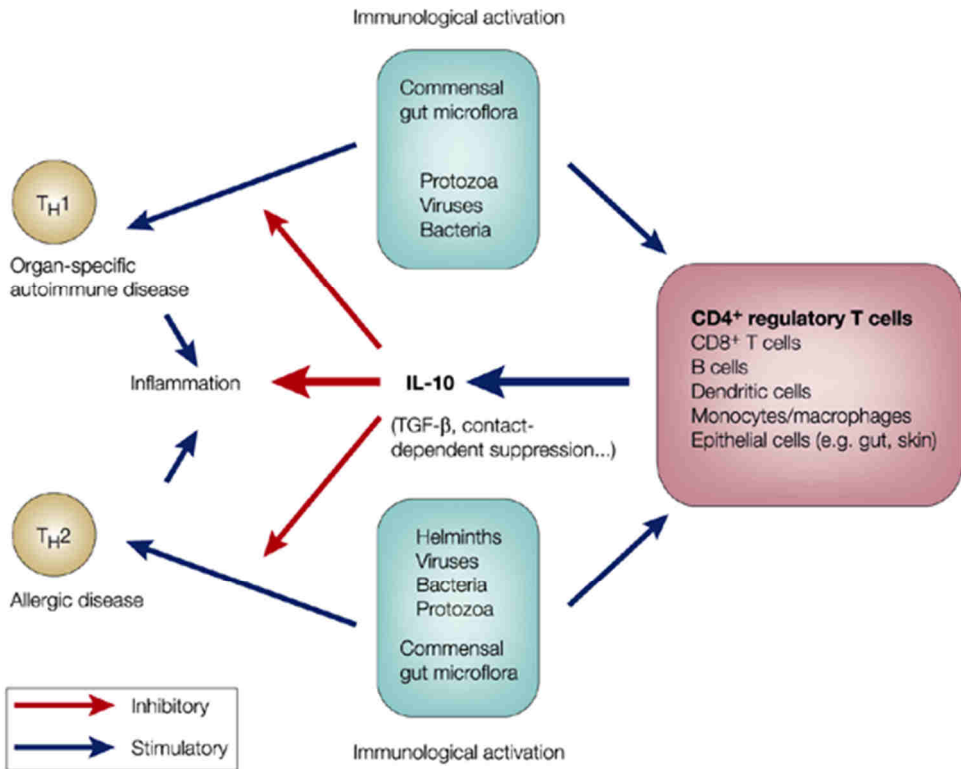 Immunological activation
Commensal
gut microflora
Protozoa
Viruses
Bacteria
TH1
Organ-specific
autoimmune disease
Inflammation
IL-10
(TGF-β, contact-
dependent suppression...)
CD4+ regulatory T cells
CD8+ T cells
B cells
Dendritic cells
Monocytes/macrophages
Epithelial cells (e.g. gut, skin)
TH2
Allergic disease
Helminths
Viruses
Bacteria
Protozoa
Commensal
gut microflora
Inhibitory
Stimulatory
Immunological activation